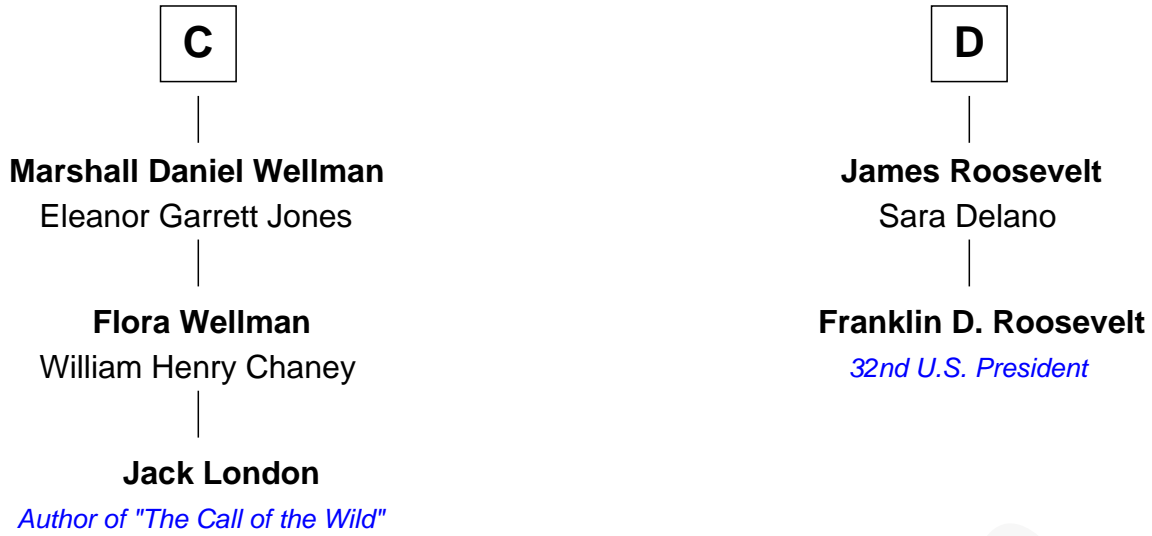 C
Marshall Daniel Wellman
Eleanor Garrett Jones
Flora Wellman
William Henry Chaney
Jack London
Author of "The Call of the Wild"
D
James Roosevelt
Sara Delano
Franklin D. Roosevelt
32nd U.S. President